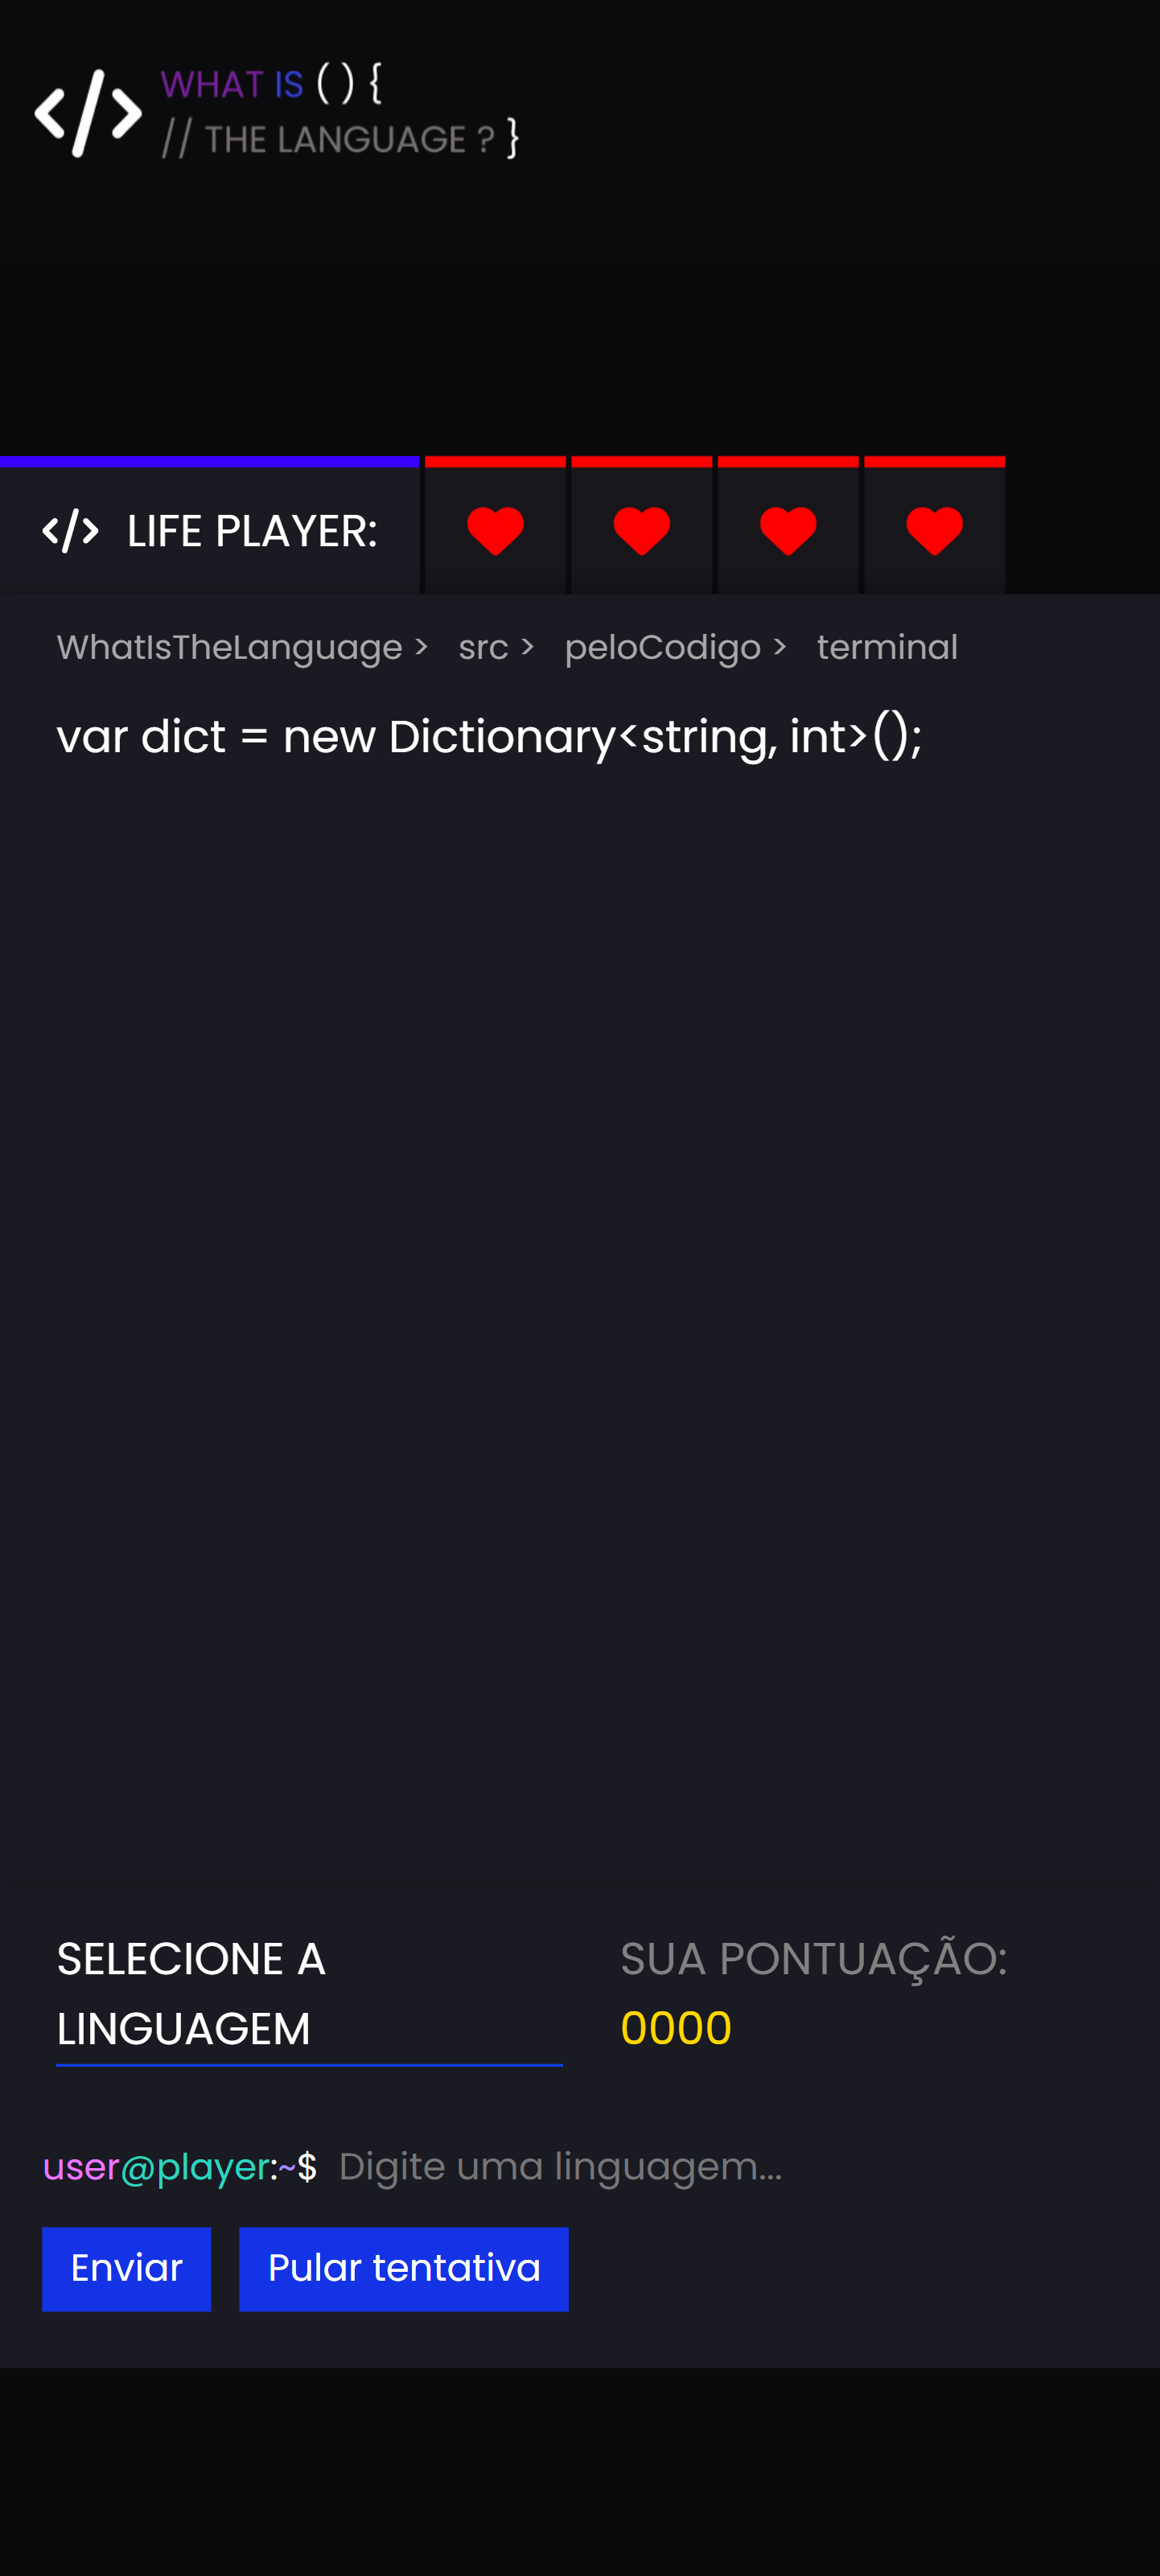 WHAT IS ( ) {
// THE LANGUAGE ? }
</> LIFE PLAYER:
WhatIsTheLanguage > src > peloCodigo > terminal
var dict = new Dictionary<string, int>();
SELECIONE A
LINGUAGEM
SUA PONTUAÇÃO:
0000
user@player:~$ Digite uma linguagem...
Enviar
Pular tentativa